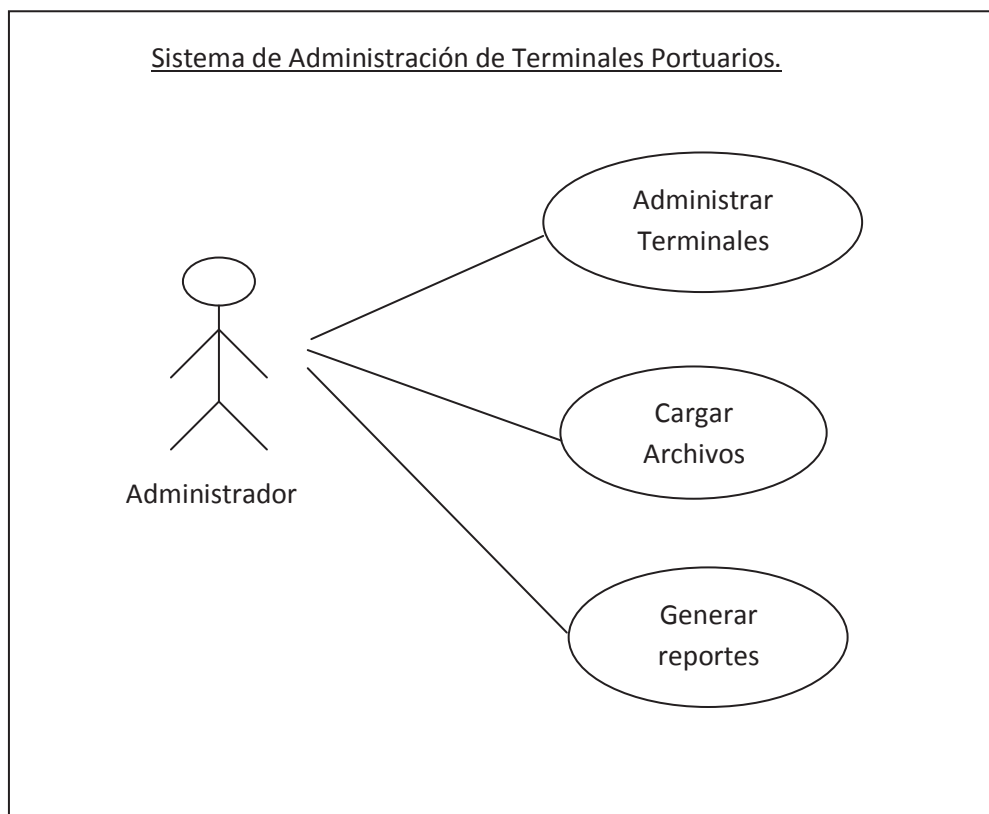 Sistema de Administración de Terminales Portuarios.
Administrar
Terminales
Cargar
Archivos
Administrador
Generar
reportes